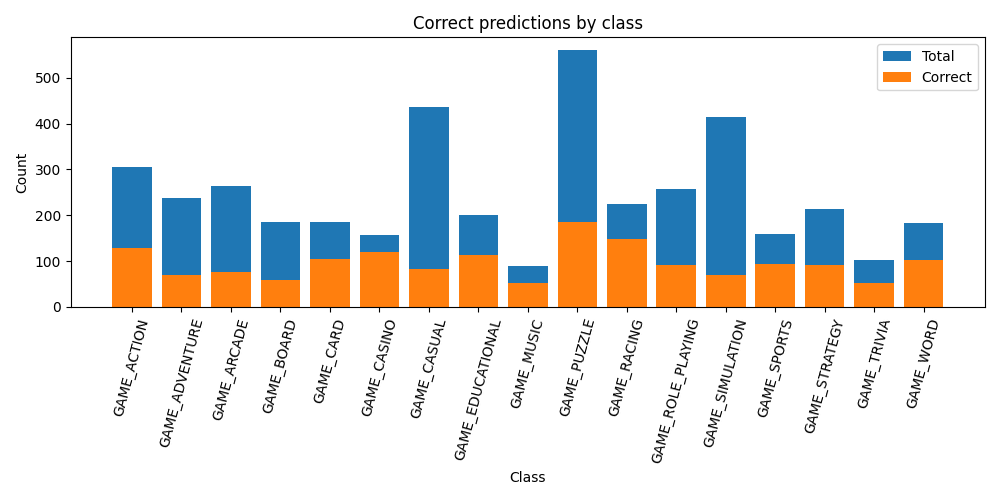 Correct predictions by class
Total
Correct
Count
500
400
300
200
100
0
GAME_ACTION
GAME_ADVENTURE
GAME_ARCADE
GAME_BOARD
GAME_CARD
GAME_CASINO
GAME_CASUAL
GAME_EDUCATIONAL
GAME_MUSIC
GAME_PUZZLE
GAME_RACING
GAME_ROLE_PLAYING
GAME_SIMULATION
GAME_SPORTS
GAME_STRATEGY
GAME_TRIVIA
GAME_WORD
Class